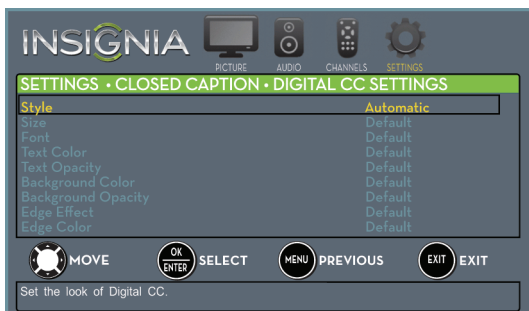 INSIGNIA
PICTURE AUDIO CHANNELS SETTINGS
SETTINGS • CLOSED CAPTION • DIGITAL CC SETTINGS
Style Automatic
Size Default
Font Default
Text Color Default
Text Opacity Default
Background Color Default
Background Opacity Default
Edge Effect Default
Edge Color Default
MOVE OK ENTER SELECT MENU PREVIOUS EXIT EXIT
Set the look of Digital CC.